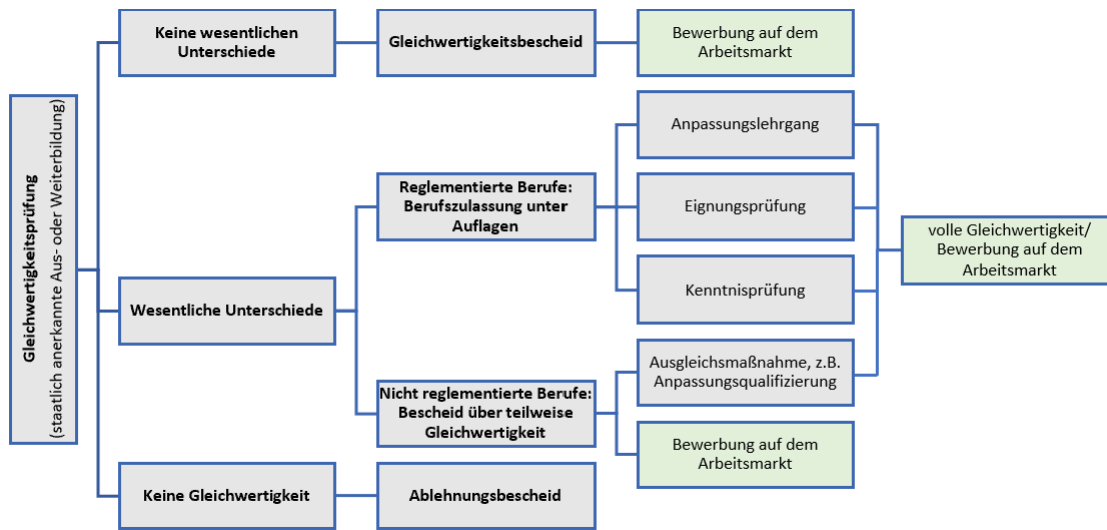 Gleichwertigkeitsprüfung
(staatlich anerkannte Aus- oder Weiterbildung)
Keine wesentlichen
Unterschiede
Gleichwertigkeitsbescheid
Bewerbung auf dem
Arbeitsmarkt
Wesentliche Unterschiede
Reglementierte Berufe:
Berufszulassung unter
Auflagen
Anpassungslehrgang
Eignungsprüfung
Kenntnisprüfung
Nicht reglementierte Berufe:
Bescheid über teilweise
Gleichwertigkeit
Ausgleichsmaßnahme, z.B.
Anpassungsqualifizierung
Bewerbung auf dem
Arbeitsmarkt
volle Gleichwertigkeit/
Bewerbung auf dem
Arbeitsmarkt
Keine Gleichwertigkeit
Ablehnungsbescheid